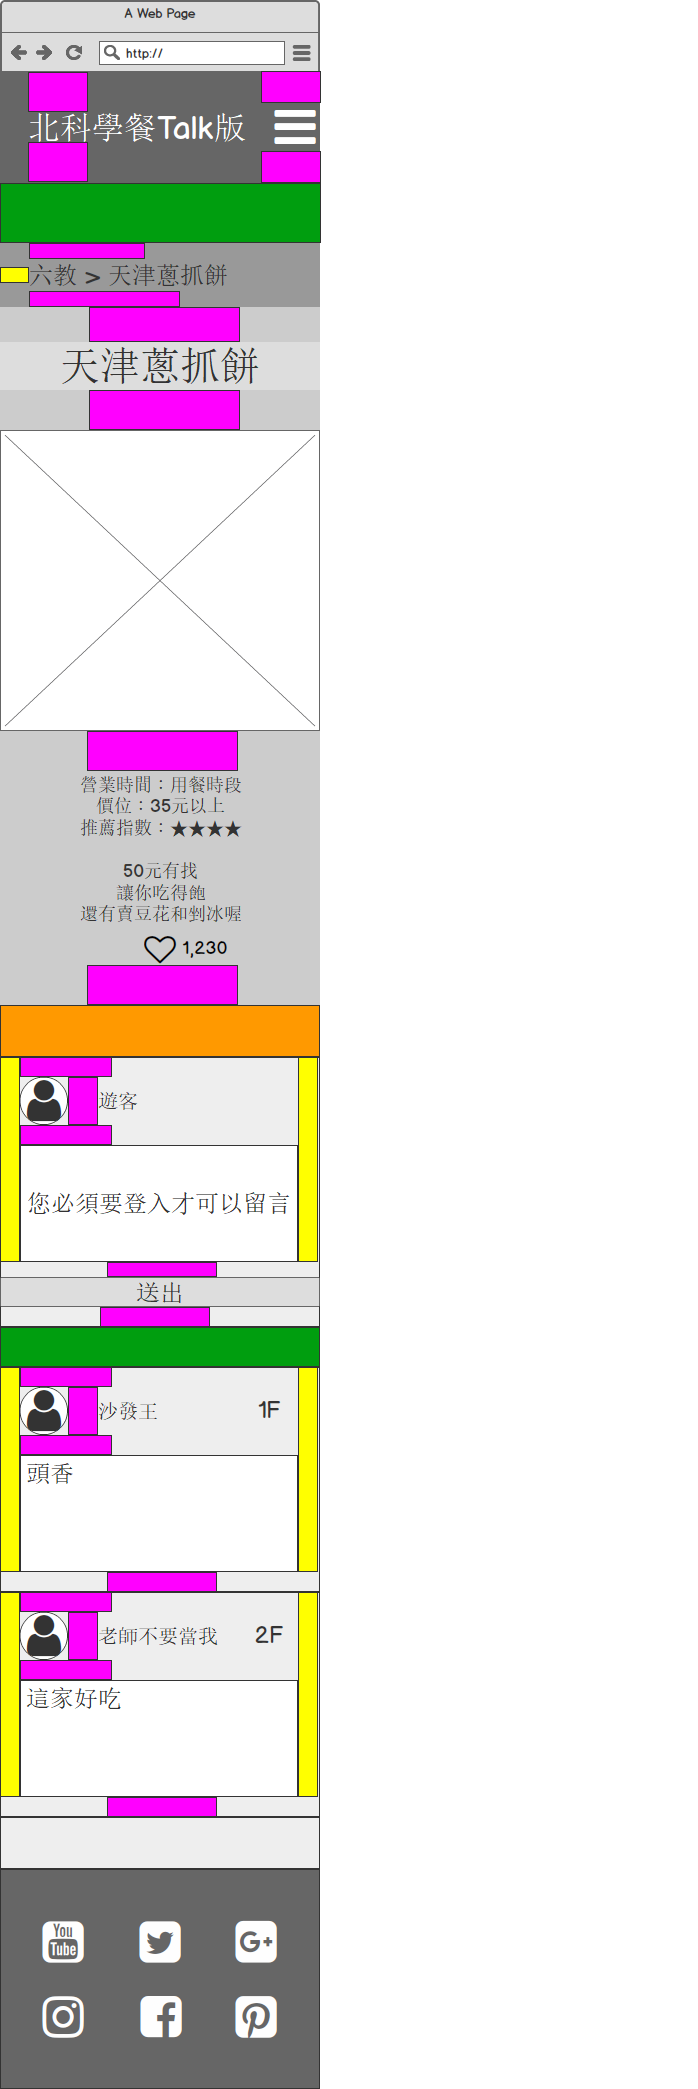 A Web Page
http://
北科學餐Talk版
六教 > 天津蔥抓餅
天津蔥抓餅
營業時間：用餐時段
價位：35元以上
推薦指數：★★★★
50元有找
讓你吃得飽
還有賣豆花和剉冰喔
1,230
遊客
您必須要登入才可以留言
送出
沙發王 1F
頭香
老師不要當我 2F
這家好吃
You
Tube
G+